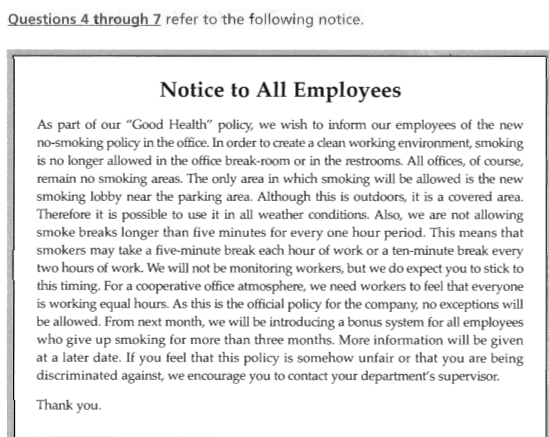 Questions 4 through 7 refer to the following notice.
Notice to All Employees
As part of our "Good Health" policy, we wish to inform our employees of the new
no-smoking policy in the office. In order to create a clean working environment, smoking
is no longer allowed in the office break-room or in the restrooms. All offices, of course,
remain no smoking areas. The only area in which smoking will be allowed is the new
smoking lobby near the parking area. Although this is outdoors, it is a covered area.
Therefore it is possible to use it in all weather conditions. Also, we are not allowing
smoke breaks longer than five minutes for every one hour period. This means that
smokers may take a five-minute break each hour of work or a ten-minute break every
two hours of work. We will not be monitoring workers, but we do expect you to stick to
this timing. For a cooperative office atmosphere, we need workers to feel that everyone
is working equal hours. As this is the official policy for the company, no exceptions will
be allowed. From next month, we will be introducing a bonus system for all employees
who give up smoking for more than three months. More information will be given
at a later date. If you feel that this policy is somehow unfair or that you are being
discriminated against, we encourage you to contact your department's supervisor.
Thank you.